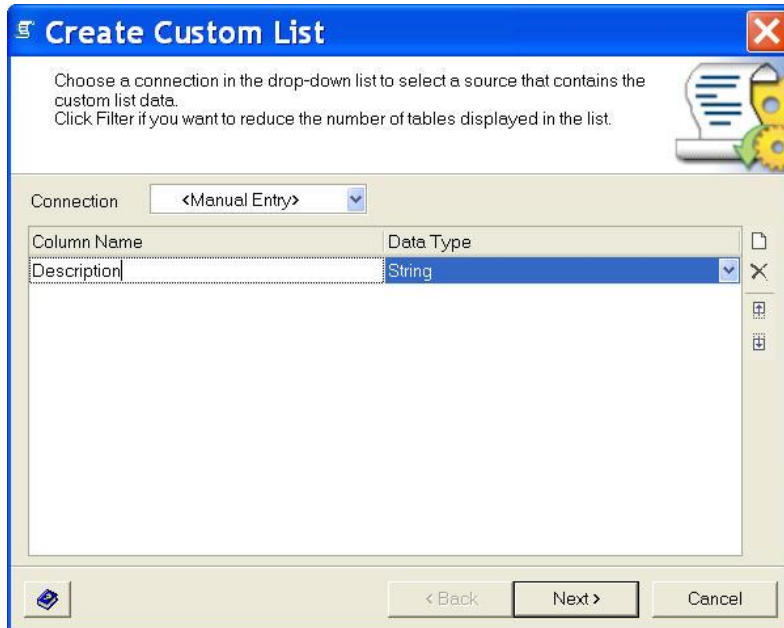 Create Custom List
Choose a connection in the drop-down list to select a source that contains the
custom list data.
Click Filter if you want to reduce the number of tables displayed in the list.
Connection <Manual Entry>
Column Name Data Type
Description String
< Back Next > Cancel